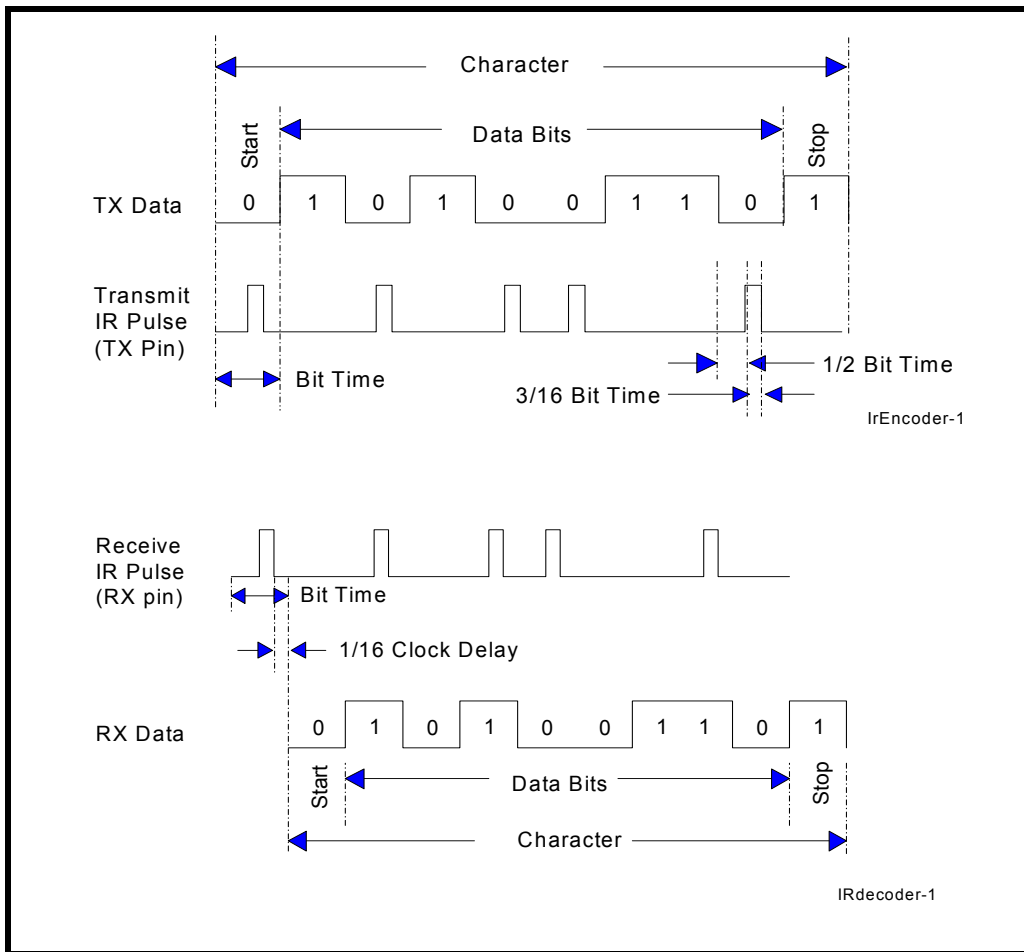 Character
Start
Data Bits
Stop
TX Data
0 1 0 1 0 0 1 1 0 1
Transmit
IR Pulse
(TX Pin)
Bit Time
1/2 Bit Time
3/16 Bit Time
IrEncoder-1
Receive
IR Pulse
(RX pin)
Bit Time
1/16 Clock Delay
RX Data
0 1 0 1 0 0 1 1 0 1
Start
Data Bits
Stop
Character
IRdecoder-1